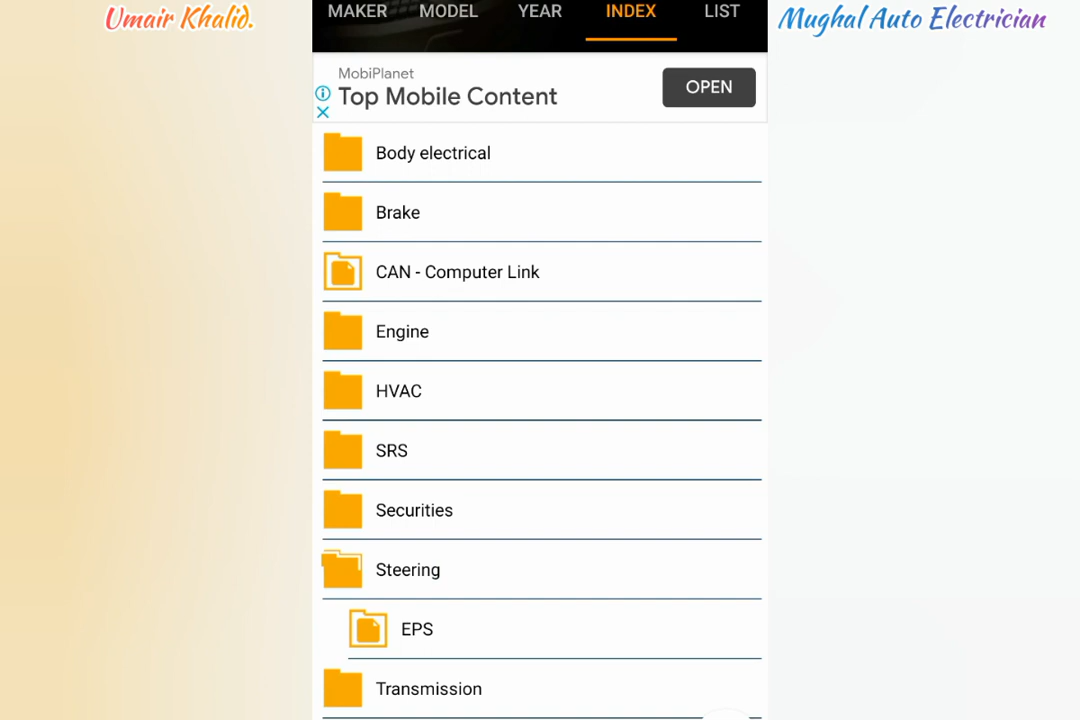 Umair Khalid.
Mughal Auto Electrician
MAKER MODEL YEAR INDEX LIST
MobiPlanet
Top Mobile Content
OPEN
Body electrical
Brake
CAN - Computer Link
Engine
HVAC
SRS
Securities
Steering
EPS
Transmission